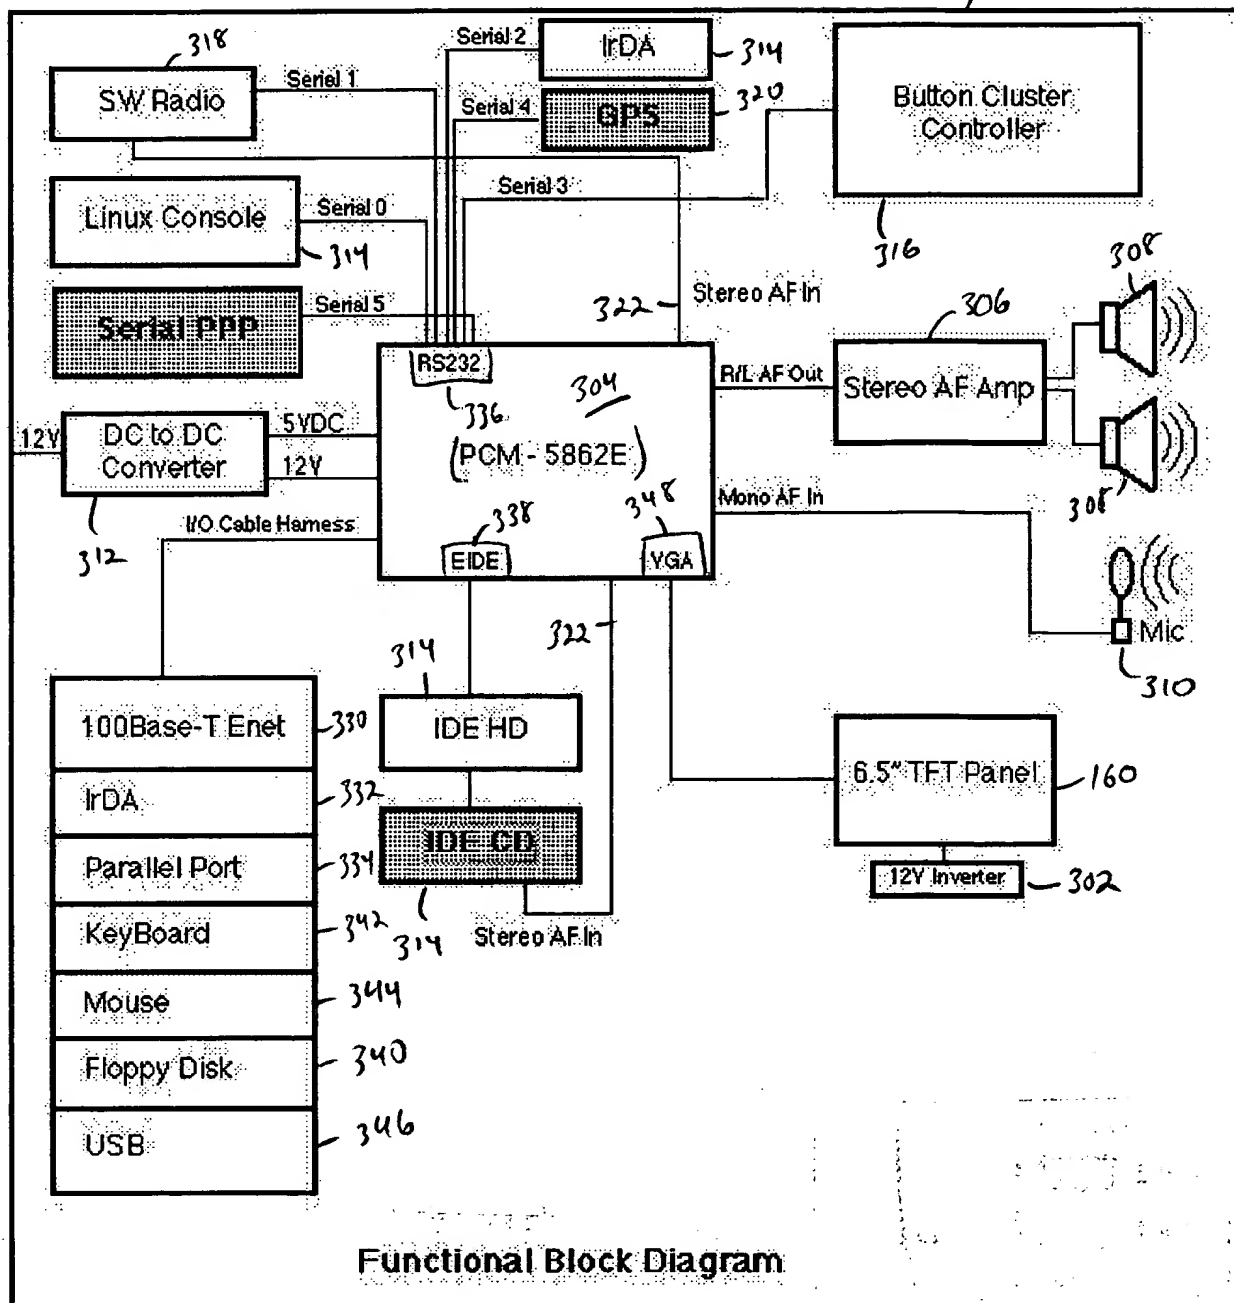 318
SW Radio
Serial 1
Serial 2
IrDA
314
Serial 4
GPS
320
Button Cluster
Controller
316
Serial 3
Linux Console
314
Serial 0
Serial PPP
Serial 5
322
Stereo AF In
RS232
336
304
(PCM - 5862E)
R/L AF Out
306
Stereo AF Amp
308
308
12V
DC to DC
Converter
312
5VDC
12V
I/O Cable Harness
338
EIDE
348
VGA
Mono AF In
Mic
310
322
314
IDE HD
IDE CD
314
Stereo AF In
6.5" TFT Panel
160
12V Inverter
302
100Base-T Enet
330
IrDA
332
Parallel Port
334
KeyBoard
342
Mouse
344
Floppy Disk
340
USB
346
Functional Block Diagram